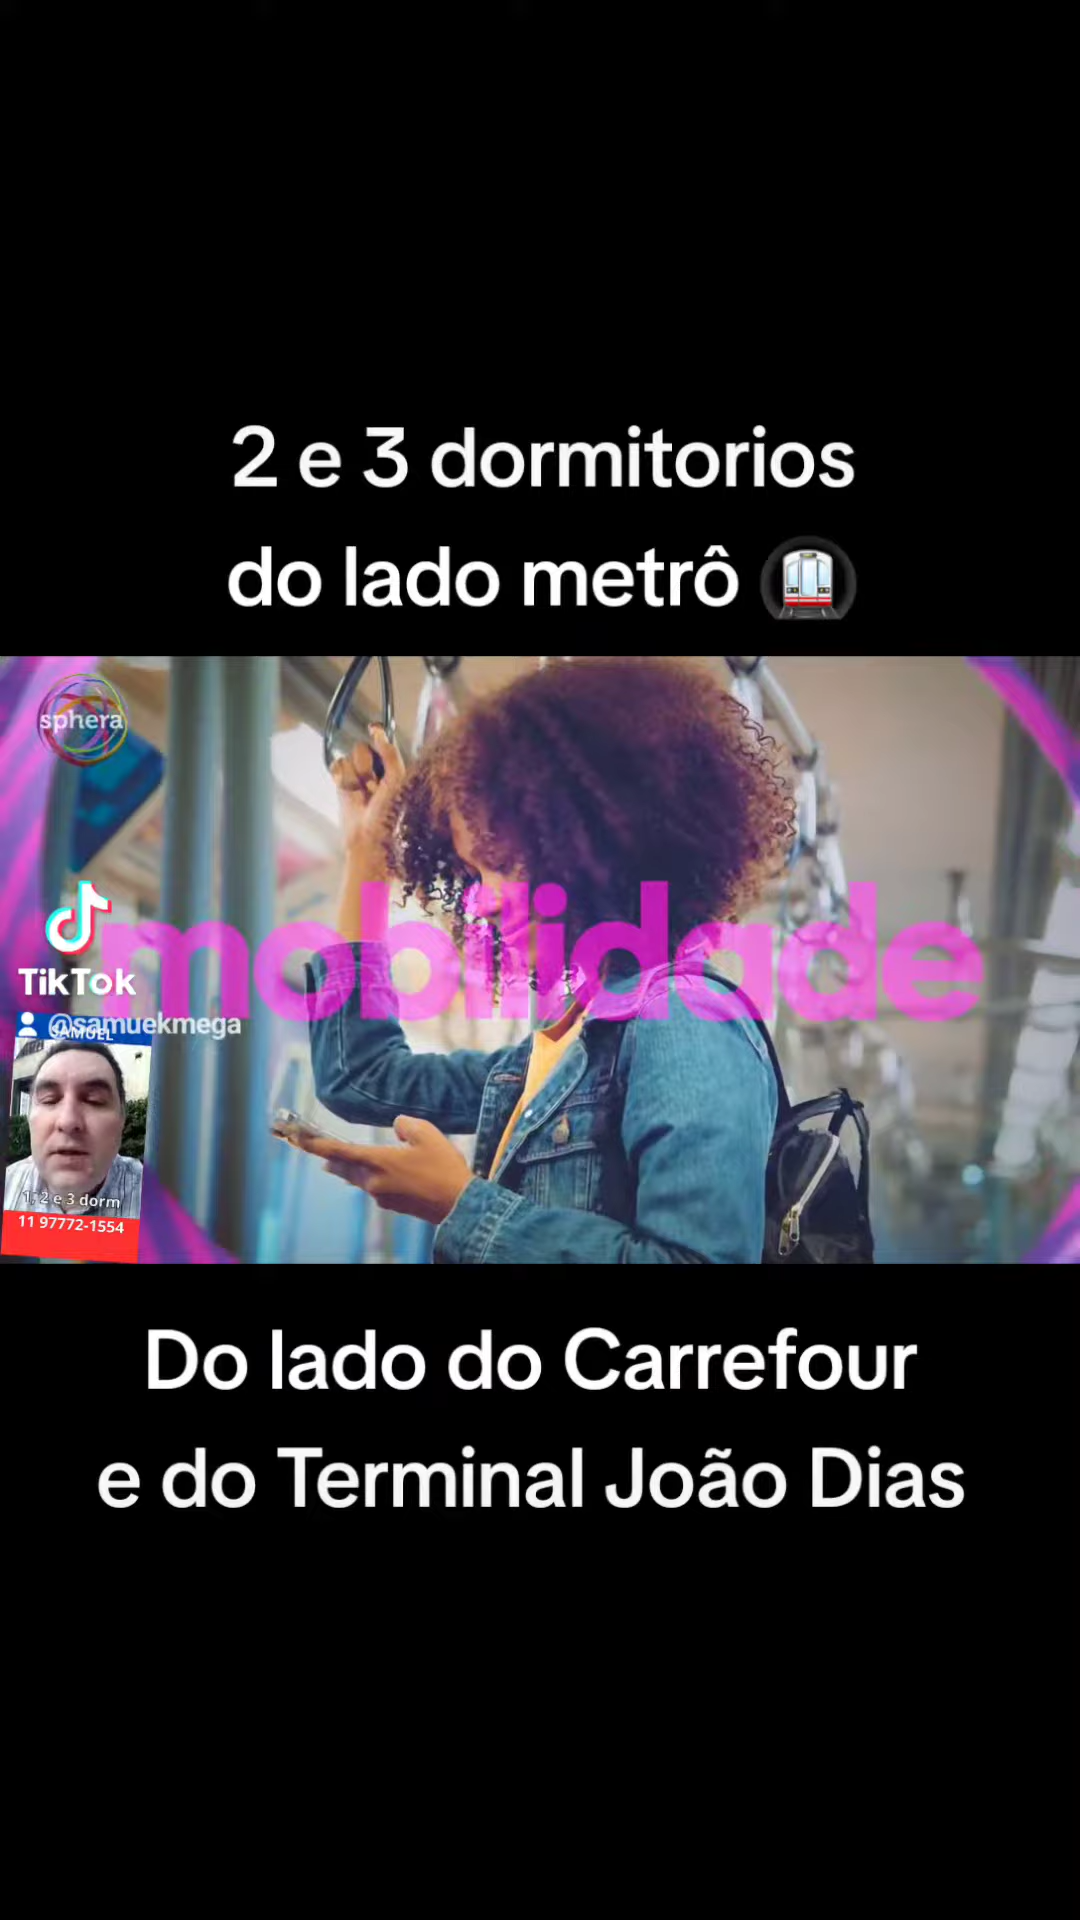 2 e 3 dormitorios
do lado metrô
sphera
mobilidade
TikTok
@samuekmega
SAMUEL
1, 2 e 3 dorm
11 97772-1554
Do lado do Carrefour
e do Terminal João Dias